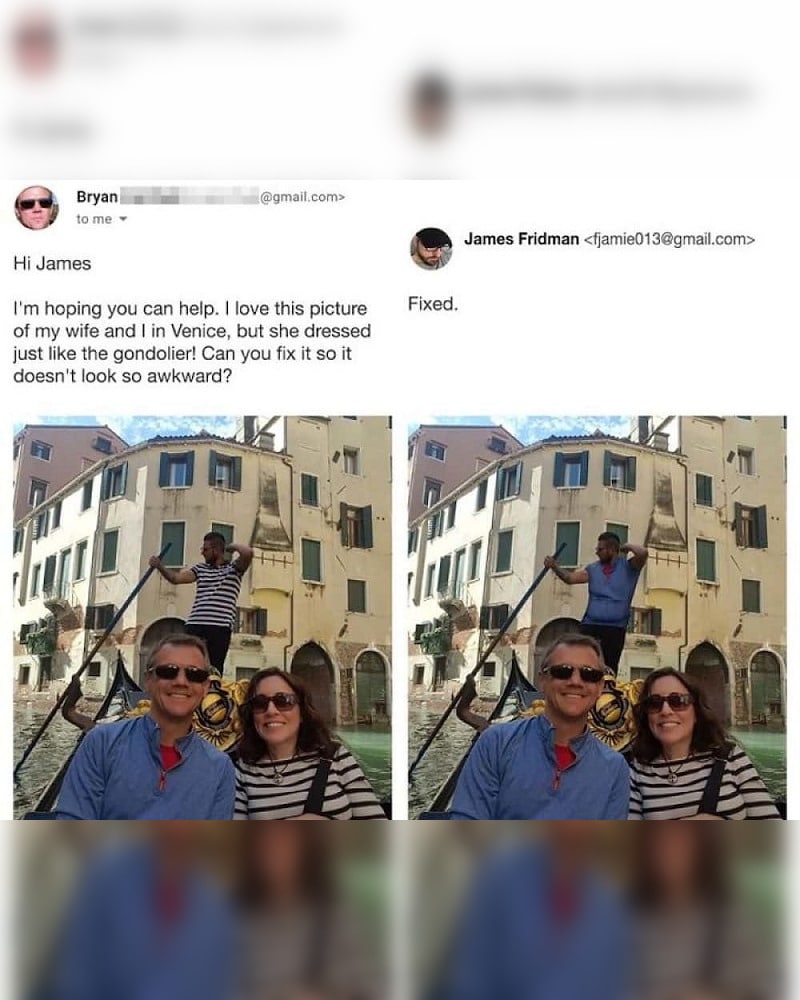 Bryan @gmail.com>
to me
Hi James
I'm hoping you can help. I love this picture
of my wife and I in Venice, but she dressed
just like the gondolier! Can you fix it so it
doesn't look so awkward?
James Fridman <fjamie013@gmail.com>
Fixed.